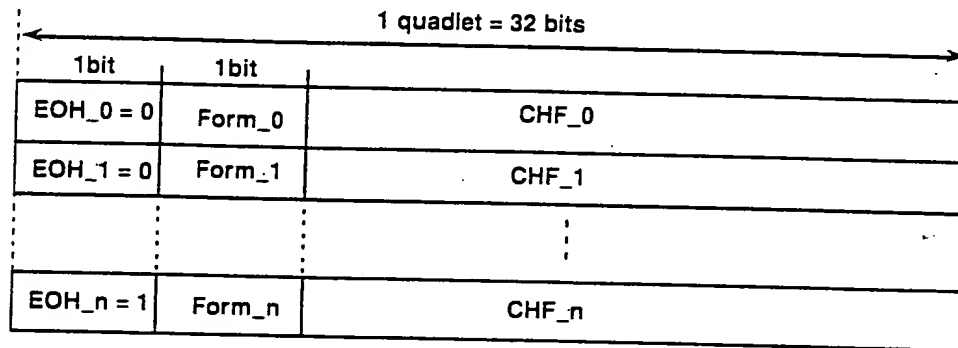 1 quadlet = 32 bits
1bit 1bit
EOH_0 = 0 Form_0 CHF_0
EOH_1 = 0 Form_1 CHF_1
EOH_n = 1 Form_n CHF_n